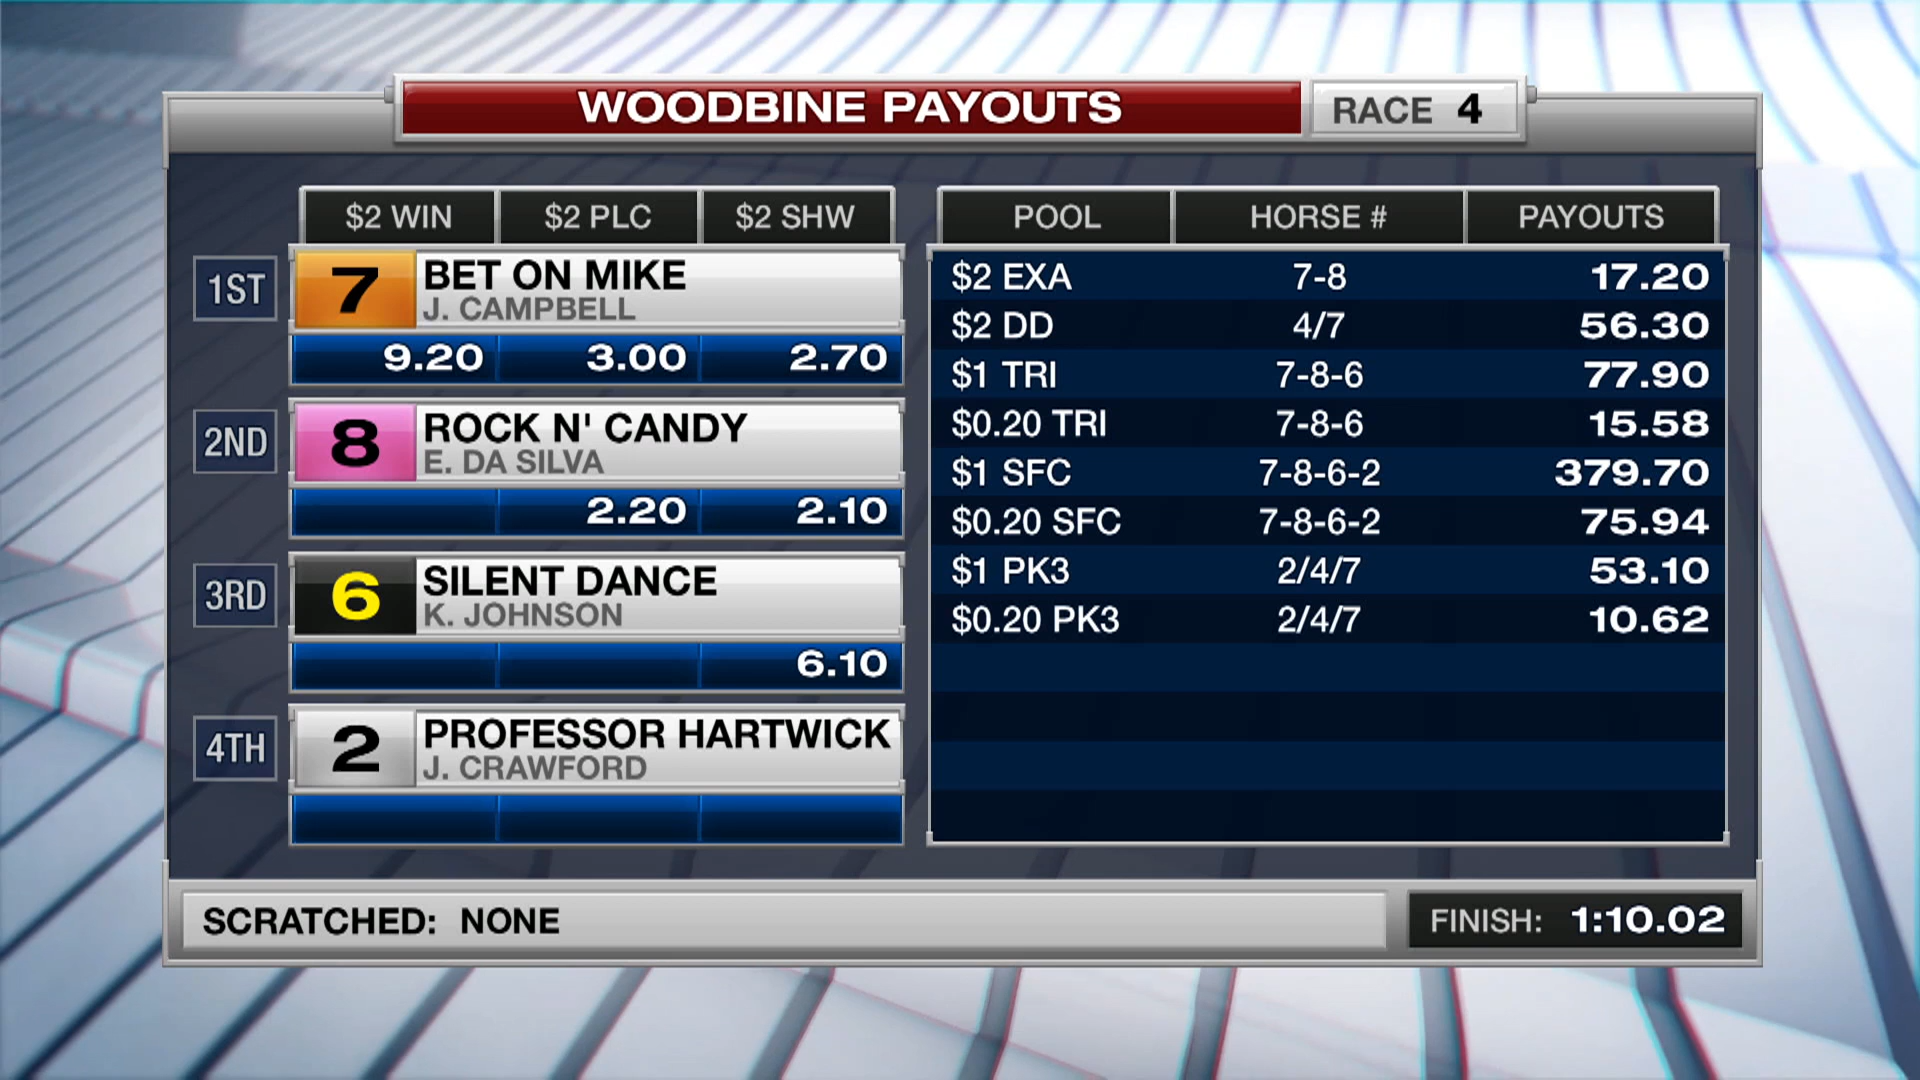 WOODBINE PAYOUTS RACE 4
$2 WIN $2 PLC $2 SHW
1ST 7 BET ON MIKE
J. CAMPBELL
9.20 3.00 2.70
2ND 8 ROCK N' CANDY
E. DA SILVA
2.20 2.10
3RD 6 SILENT DANCE
K. JOHNSON
6.10
4TH 2 PROFESSOR HARTWICK
J. CRAWFORD
POOL HORSE # PAYOUTS
$2 EXA 7-8 17.20
$2 DD 4/7 56.30
$1 TRI 7-8-6 77.90
$0.20 TRI 7-8-6 15.58
$1 SFC 7-8-6-2 379.70
$0.20 SFC 7-8-6-2 75.94
$1 PK3 2/4/7 53.10
$0.20 PK3 2/4/7 10.62
SCRATCHED: NONE
FINISH: 1:10.02